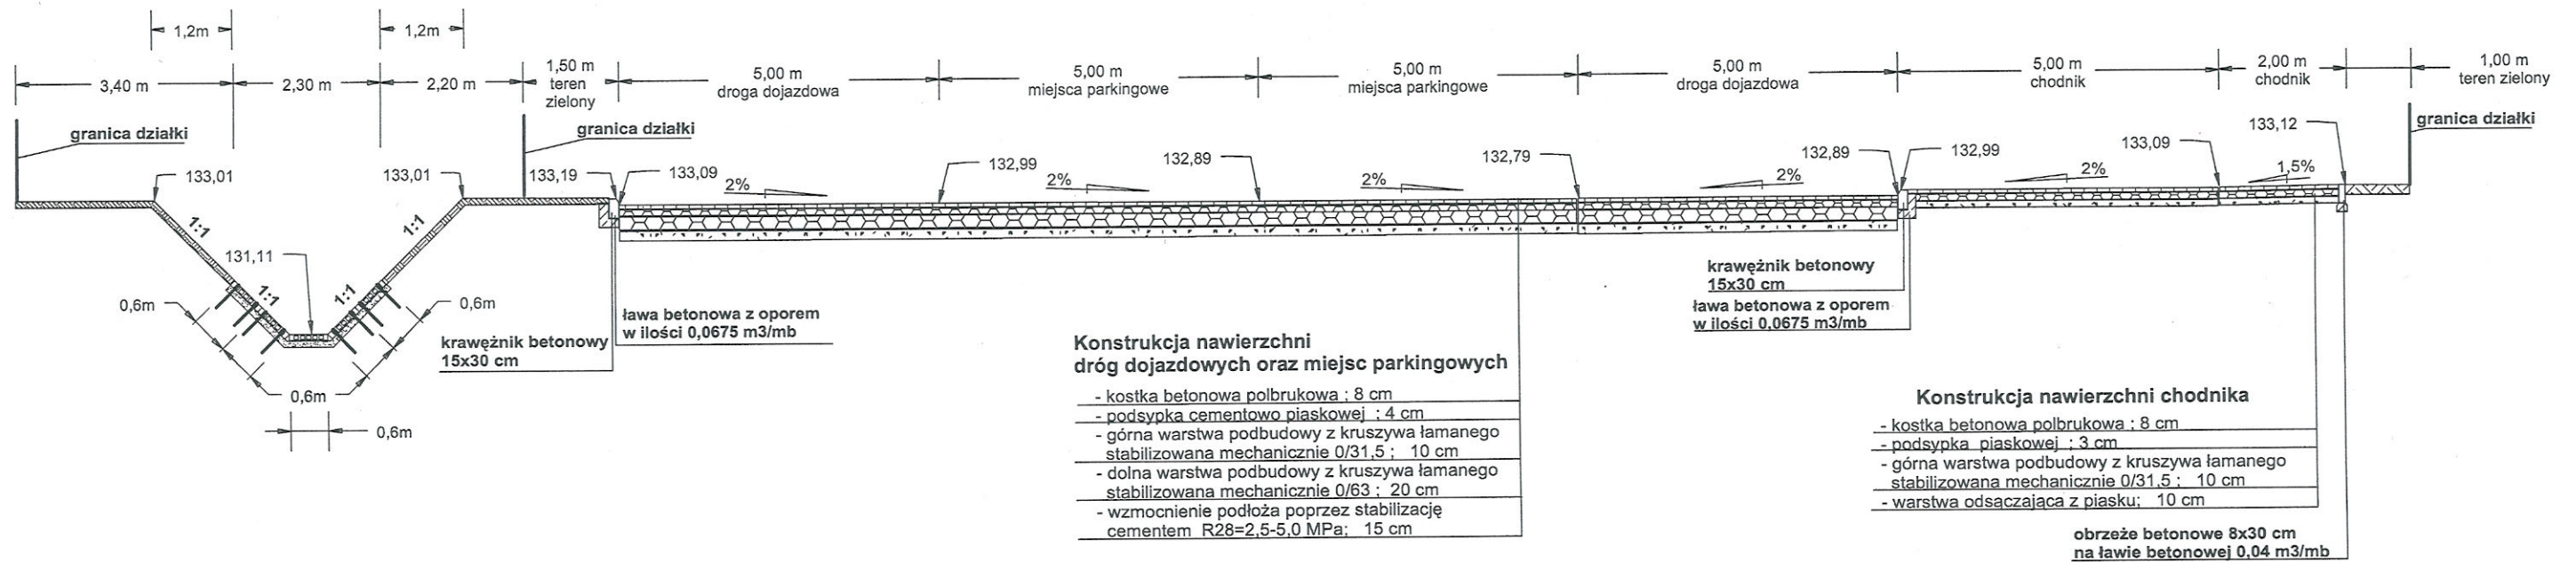 1,2m
1,2m
3,40 m
2,30 m
2,20 m
1,50 m
teren
zielony
5,00 m
droga dojazdowa
5,00 m
miejsca parkingowe
5,00 m
miejsca parkingowe
5,00 m
droga dojazdowa
5,00 m
chodnik
2,00 m
chodnik
1,00 m
teren zielony
granica działki
granica działki
granica działki
133,01
133,01
133,19
133,09
132,99
132,89
132,79
132,89
132,99
133,09
133,12
2%
2%
2%
2%
2%
1,5%
1:1
1:1
131,11
1:1
1:1
0,6m
0,6m
0,6m
0,6m
krawężnik betonowy
15x30 cm
ława betonowa z oporem
w ilości 0,0675 m3/mb
krawężnik betonowy
15x30 cm
ława betonowa z oporem
w ilości 0,0675 m3/mb
Konstrukcja nawierzchni
dróg dojazdowych oraz miejsc parkingowych
- kostka betonowa polbrukowa ; 8 cm
- podsypka cementowo piaskowej ; 4 cm
- górna warstwa podbudowy z kruszywa łamanego
stabilizowana mechanicznie 0/31,5 ; 10 cm
- dolna warstwa podbudowy z kruszywa łamanego
stabilizowana mechanicznie 0/63 ; 20 cm
- wzmocnienie podłoża poprzez stabilizację
cementem R28=2,5-5,0 MPa; 15 cm
Konstrukcja nawierzchni chodnika
- kostka betonowa polbrukowa ; 8 cm
- podsypka piaskowej ; 3 cm
- górna warstwa podbudowy z kruszywa łamanego
stabilizowana mechanicznie 0/31,5 ; 10 cm
- warstwa odsączająca z piasku; 10 cm
obrzeże betonowe 8x30 cm
na ławie betonowej 0,04 m3/mb